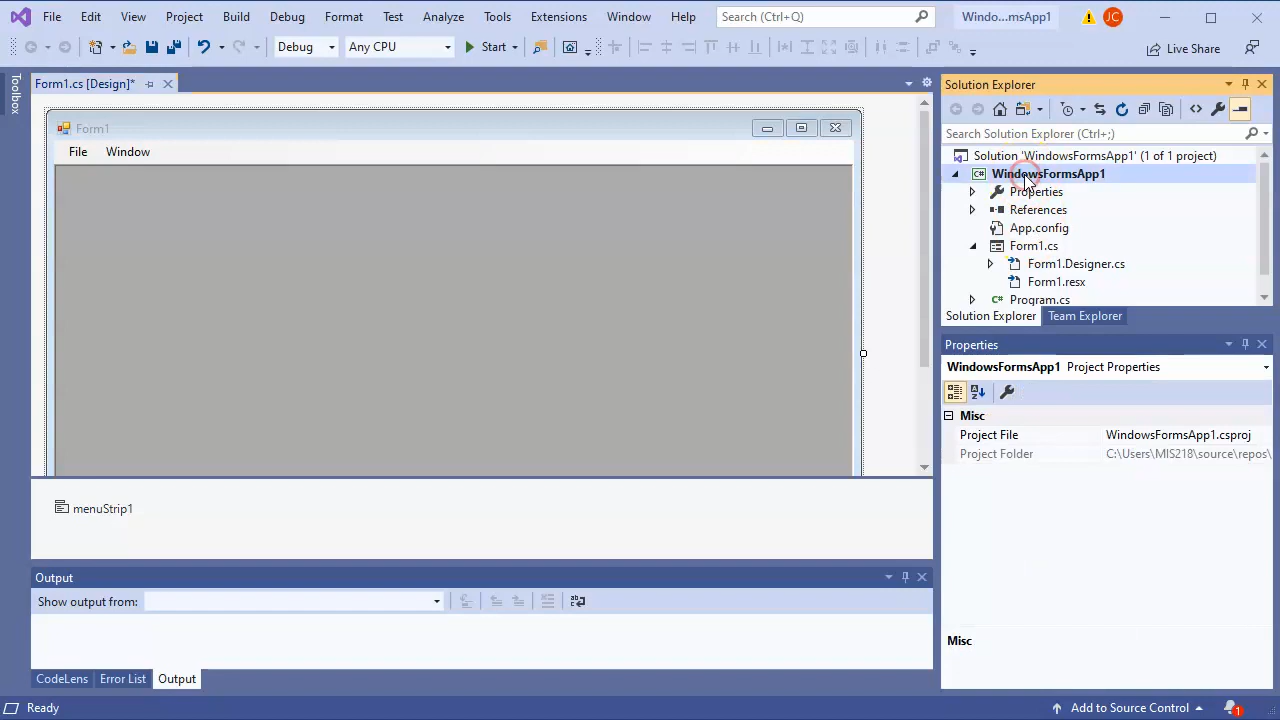 File Edit View Project Build Debug Format Test Analyze Tools Extensions Window Help Search (Ctrl+Q) Windo...msApp1 JC
Debug Any CPU Start Live Share
Toolbox
Form1.cs [Design]*
Form1
File Window
menuStrip1
Output
Show output from:
CodeLens Error List Output
Solution Explorer
Search Solution Explorer (Ctrl+;)
Solution 'WindowsFormsApp1' (1 of 1 project)
C# WindowsFormsApp1
Properties
References
App.config
Form1.cs
Form1.Designer.cs
Form1.resx
C# Program.cs
Solution Explorer Team Explorer
Properties
WindowsFormsApp1 Project Properties
Misc
Project File WindowsFormsApp1.csproj
Project Folder C:\Users\MIS218\source\repos\
Misc
Ready Add to Source Control 1